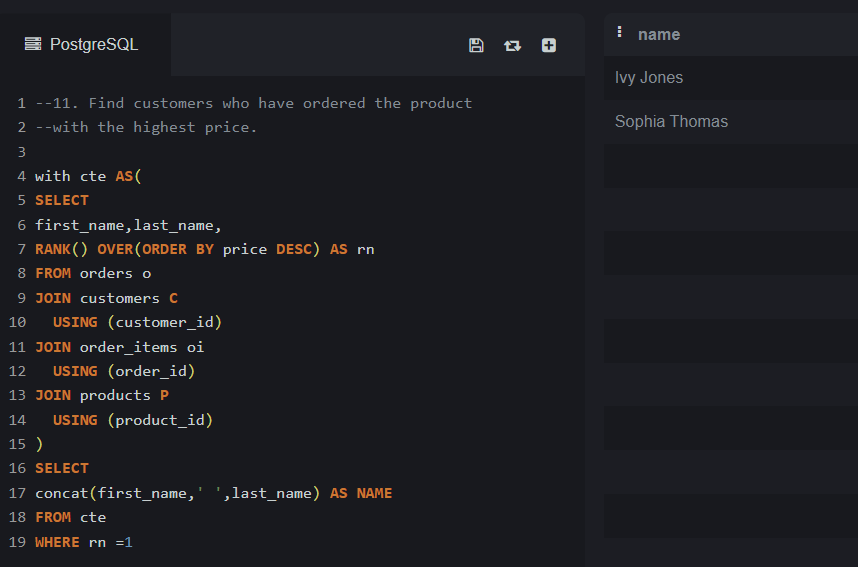 PostgreSQL
1 --11. Find customers who have ordered the product
2 --with the highest price.
3
4 with cte AS(
5 SELECT
6 first_name,last_name,
7 RANK() OVER(ORDER BY price DESC) AS rn
8 FROM orders o
9 JOIN customers C
10   USING (customer_id)
11 JOIN order_items oi
12   USING (order_id)
13 JOIN products P
14   USING (product_id)
15 )
16 SELECT
17 concat(first_name,' ',last_name) AS NAME
18 FROM cte
19 WHERE rn =1
name
Ivy Jones
Sophia Thomas